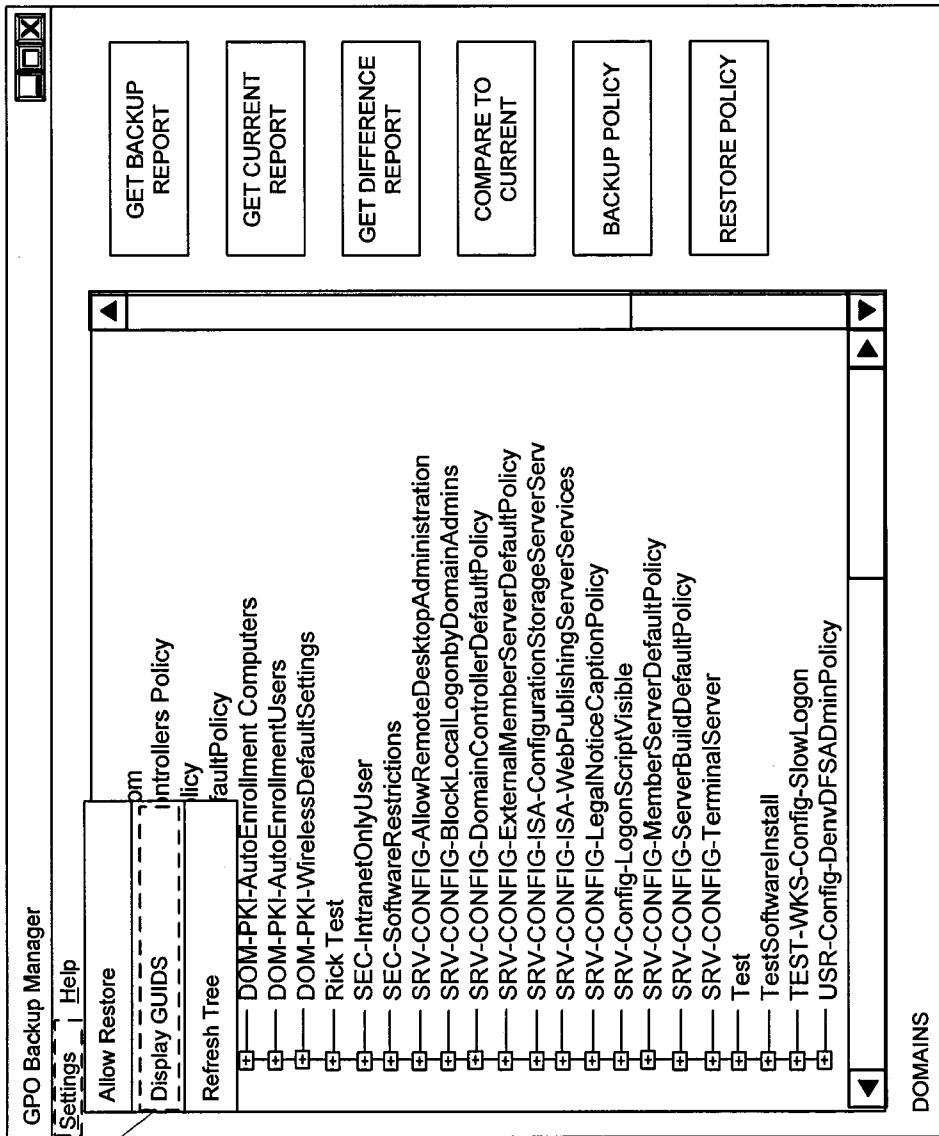 GPO Backup Manager
Settings Help
Allow Restore
Display GUIDS
Refresh Tree
om
ntrollers Policy
licy
faultPolicy
DOM-PKI-AutoEnrollment Computers
DOM-PKI-AutoEnrollmentUsers
DOM-PKI-WirelessDefaultSettings
Rick Test
SEC-IntranetOnlyUser
SEC-SoftwareRestrictions
SRV-CONFIG-AllowRemoteDesktopAdministration
SRV-CONFIG-BlockLocalLogonbyDomainAdmins
SRV-CONFIG-DomainControllerDefaultPolicy
SRV-CONFIG-ExternalMemberServerDefaultPolicy
SRV-CONFIG-ISA-ConfigurationStorageServerServ
SRV-CONFIG-ISA-WebPublishingServerServices
SRV-CONFIG-LegalNoticeCaptionPolicy
SRV-Config-LogonScriptVisible
SRV-CONFIG-MemberServerDefaultPolicy
SRV-CONFIG-ServerBuildDefaultPolicy
SRV-CONFIG-TerminalServer
Test
TestSoftwareInstall
TEST-WKS-Config-SlowLogon
USR-Config-DenvDFSADminPolicy
GET BACKUP
REPORT
GET CURRENT
REPORT
GET DIFFERENCE
REPORT
COMPARE TO
CURRENT
BACKUP POLICY
RESTORE POLICY
DOMAINS